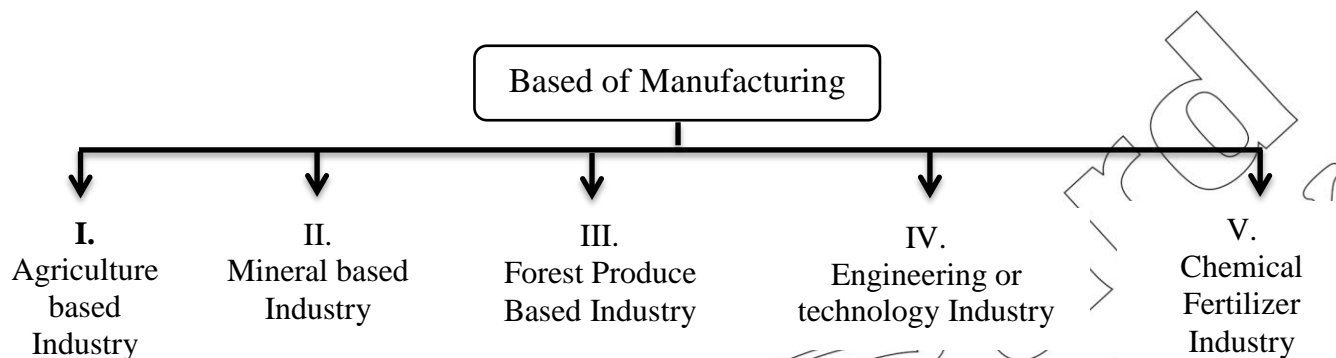 Based of Manufacturing
I.
Agriculture
based
Industry
II.
Mineral based
Industry
III.
Forest Produce
Based Industry
IV.
Engineering or
technology Industry
V.
Chemical
Fertilizer
Industry